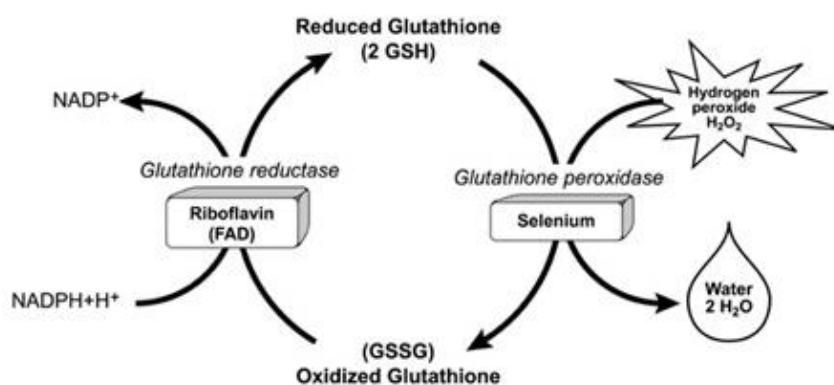 Reduced Glutathione
(2 GSH)
NADP⁺
Hydrogen
peroxide
H₂O₂
Glutathione reductase
Glutathione peroxidase
Riboflavin
(FAD)
Selenium
NADPH+H⁺
Water
2 H₂O
(GSSG)
Oxidized Glutathione